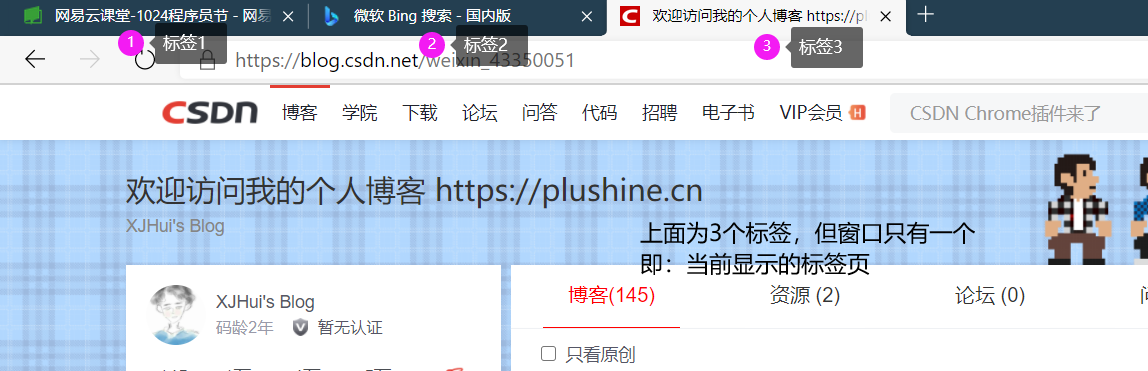 网易云课堂-1024程序员节 - 网易
微软 Bing 搜索 - 国内版
欢迎访问我的个人博客 https://pl
1 标签1
2 标签2
3 标签3
https://blog.csdn.net/weixin_43350051
CSDN 博客 学院 下载 论坛 问答 代码 招聘 电子书 VIP会员 CSDN Chrome插件来了
欢迎访问我的个人博客 https://plushine.cn
XJHui's Blog
上面为3个标签，但窗口只有一个
即：当前显示的标签页
XJHui's Blog
码龄2年 暂无认证
博客(145) 资源 (2) 论坛 (0)
只看原创